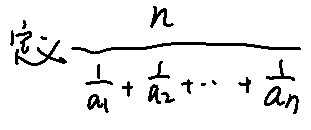 定义 n / (1/a₁ + 1/a₂ + ··· + 1/aₙ)